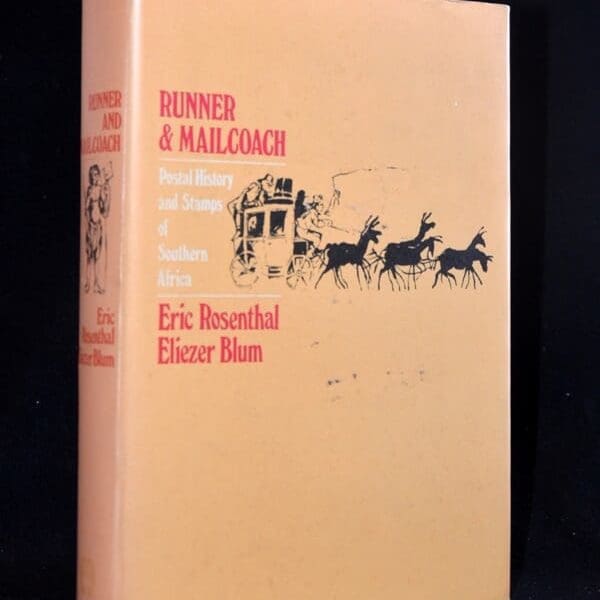 RUNNER
AND
MAILCOACH
Eric
Rosenthal
Eliezer Blum
RUNNER
& MAILCOACH
Postal History
and Stamps
of
Southern
Africa
Eric Rosenthal
Eliezer Blum